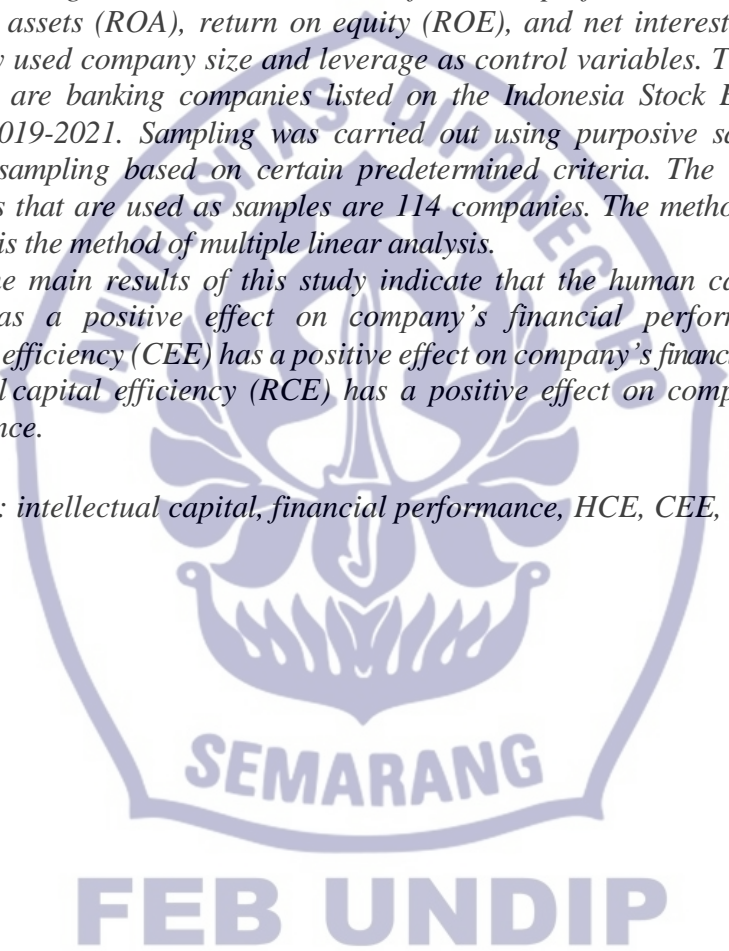 assets (ROA), return on equity (ROE), and net interest
used company size and leverage as control variables. T
are banking companies listed on the Indonesia Stock E
019-2021. Sampling was carried out using purposive sa
sampling based on certain predetermined criteria. The
s that are used as samples are 114 companies. The metho
is the method of multiple linear analysis.
e main results of this study indicate that the human ca
as a positive effect on company's financial perform
efficiency (CEE) has a positive effect on company's financ
l capital efficiency (RCE) has a positive effect on comp
nce.
: intellectual capital, financial performance, HCE, CEE,
UNIVERSITAS DIPONEGORO
SEMARANG
FEB UNDIP